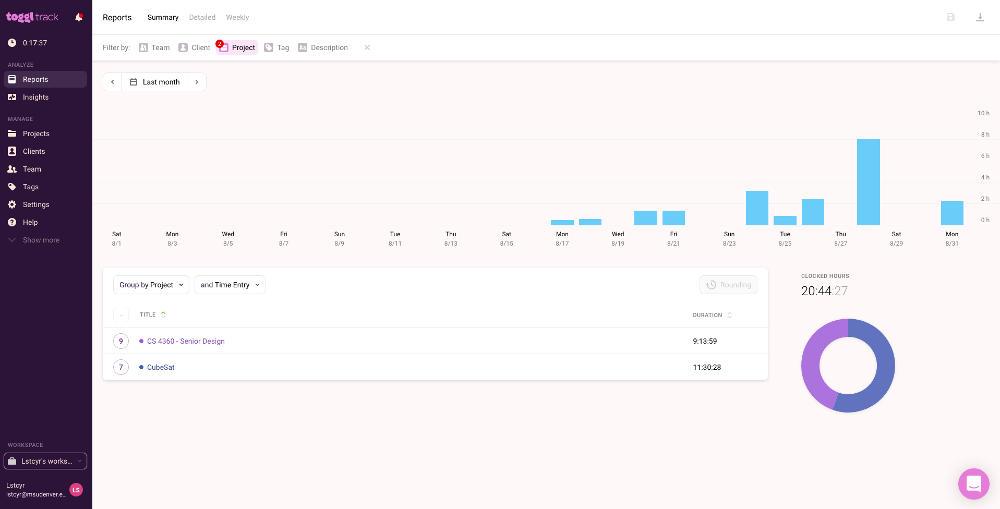 toggl track
0:17:37
ANALYZE
Reports
Insights
MANAGE
Projects
Clients
Team
Tags
Settings
Help
Show more
WORKSPACE
Lstcyr's works...
Lstcyr
lstcyr@msudenver.e...
LS
Reports Summary Detailed Weekly
Filter by: Team Client 2 Project Tag Aa Description
Last month
10 h
8 h
6 h
4 h
2 h
0 h
Sat Mon Wed Fri Sun Tue Thu Sat Mon Wed Fri Sun Tue Thu Sat Mon
8/1 8/3 8/5 8/7 8/9 8/11 8/13 8/15 8/17 8/19 8/21 8/23 8/25 8/27 8/29 8/31
Group by Project and Time Entry Rounding
TITLE DURATION
9 CS 4360 - Senior Design 9:13:59
7 CubeSat 11:30:28
CLOCKED HOURS
20:44:27